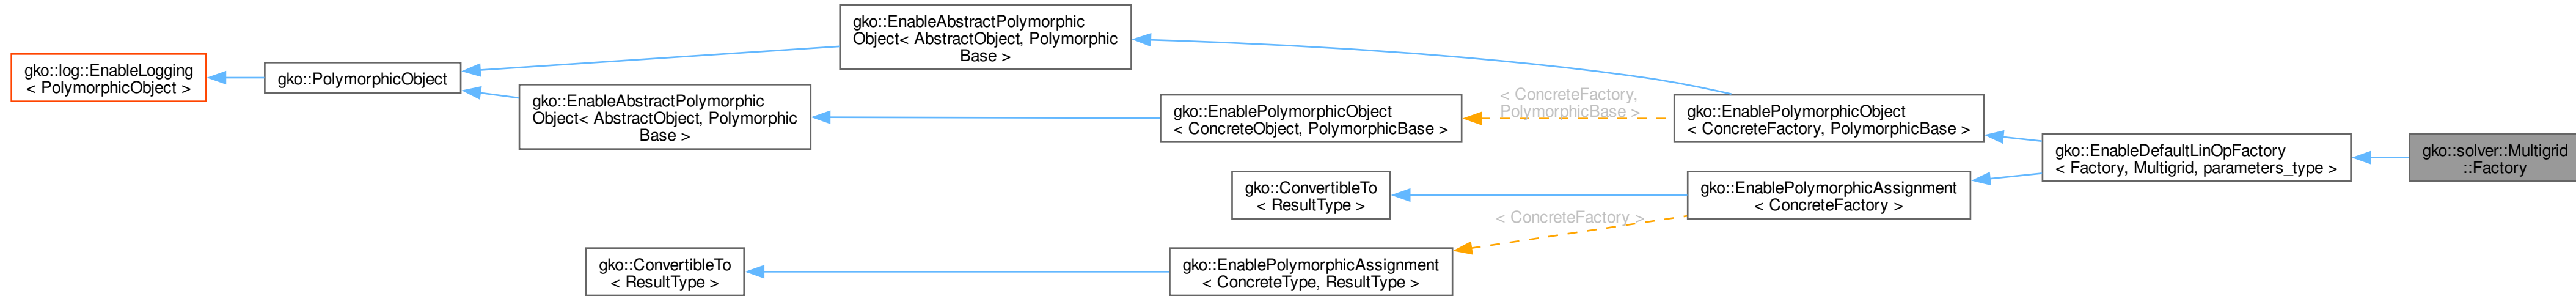 gko::EnableAbstractPolymorphic
Object< AbstractObject, Polymorphic
Base >
gko::log::EnableLogging
< PolymorphicObject >
gko::PolymorphicObject
gko::EnableAbstractPolymorphic
Object< AbstractObject, Polymorphic
Base >
gko::EnablePolymorphicObject
< ConcreteObject, PolymorphicBase >
< ConcreteFactory,
PolymorphicBase >
gko::EnablePolymorphicObject
< ConcreteFactory, PolymorphicBase >
gko::EnableDefaultLinOpFactory
< Factory, Multigrid, parameters_type >
gko::solver::Multigrid
::Factory
gko::ConvertibleTo
< ResultType >
gko::EnablePolymorphicAssignment
< ConcreteFactory >
< ConcreteFactory >
gko::ConvertibleTo
< ResultType >
gko::EnablePolymorphicAssignment
< ConcreteType, ResultType >